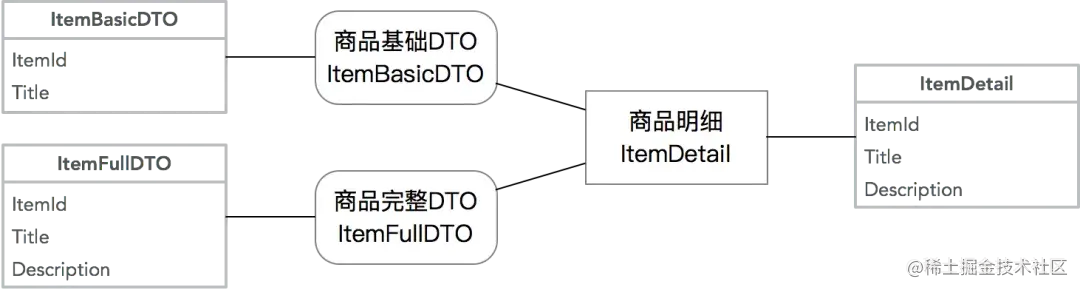 ItemBasicDTO
ItemId
Title
商品基础DTO
ItemBasicDTO
ItemFullDTO
ItemId
Title
Description
商品完整DTO
ItemFullDTO
商品明细
ItemDetail
ItemDetail
ItemId
Title
Description
@稀土掘金技术社区